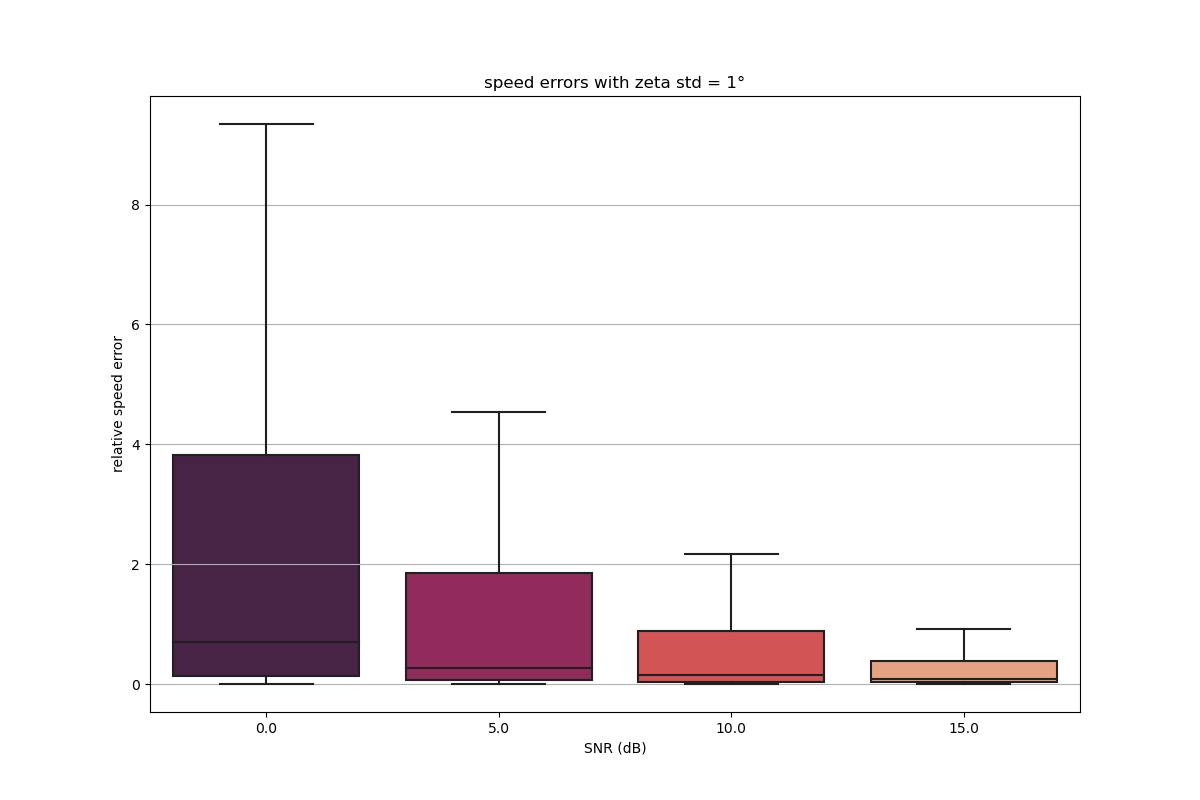 speed errors with zeta std = 1°
8
6
4
2
0
relative speed error
0.0 5.0 10.0 15.0
SNR (dB)